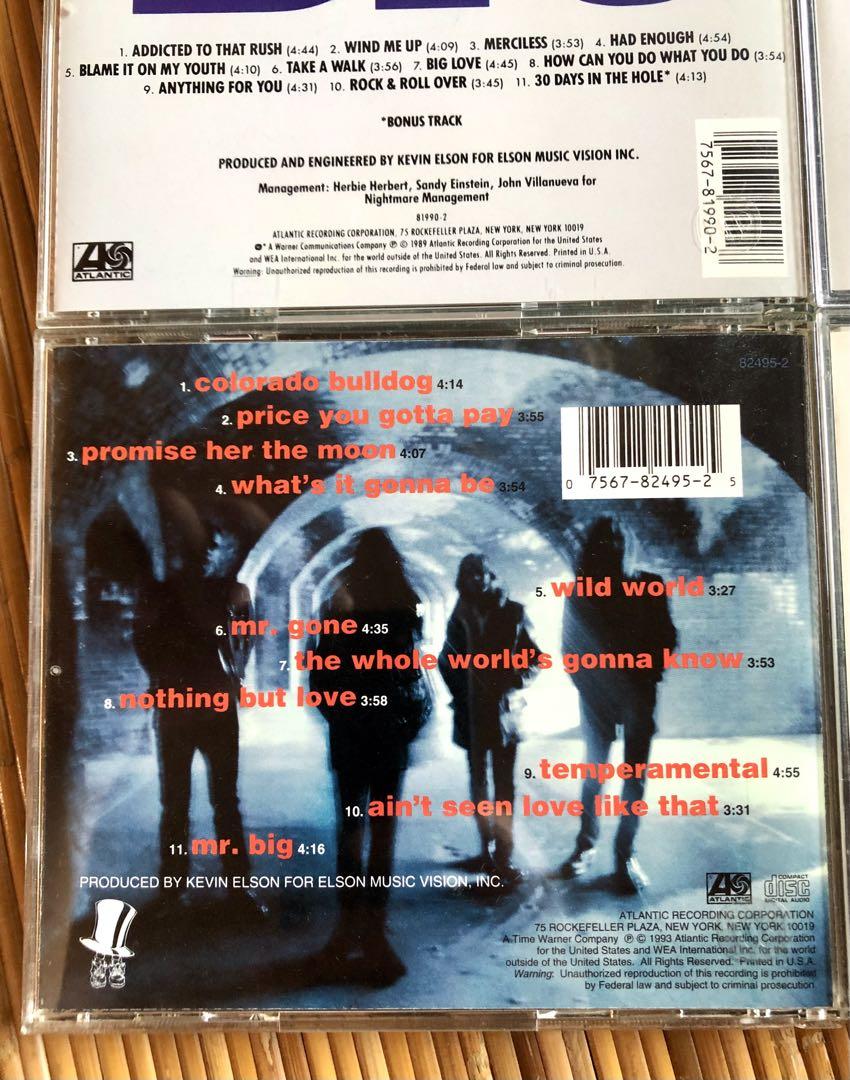 1. ADDICTED TO THAT RUSH (4:44) 2. WIND ME UP (4:09) 3. MERCILESS (3:53) 4. HAD ENOUGH (4:54)
5. BLAME IT ON MY YOUTH (4:10) 6. TAKE A WALK (3:56) 7. BIG LOVE (4:45) 8. HOW CAN YOU DO WHAT YOU DO (3:54)
9. ANYTHING FOR YOU (4:31) 10. ROCK & ROLL OVER (3:45) 11. 30 DAYS IN THE HOLE* (4:13)
*BONUS TRACK
PRODUCED AND ENGINEERED BY KEVIN ELSON FOR ELSON MUSIC VISION INC.
Management: Herbie Herbert, Sandy Einstein, John Villanueva for
Nightmare Management
81990-2
ATLANTIC RECORDING CORPORATION, 75 ROCKEFELLER PLAZA, NEW YORK, NEW YORK 10019
A Warner Communications Company ℗ © 1989 Atlantic Recording Corporation for the United States
and WEA International Inc. for the world outside of the United States. All Rights Reserved. Printed in U.S.A.
Warning: Unauthorized reproduction of this recording is prohibited by Federal law and subject to criminal prosecution.
ATLANTIC
7567-81990-2
82495-2
1. colorado bulldog 4:14
2. price you gotta pay 3:55
3. promise her the moon 4:07
4. what's it gonna be 3:54
0 7567-82495-2 5
5. wild world 3:27
6. mr. gone 4:35
7. the whole world's gonna know 3:53
8. nothing but love 3:58
9. temperamental 4:55
10. ain't seen love like that 3:31
11. mr. big 4:16
PRODUCED BY KEVIN ELSON FOR ELSON MUSIC VISION, INC.
ATLANTIC
COMPACT
disc
DIGITAL AUDIO
ATLANTIC RECORDING CORPORATION
75 ROCKEFELLER PLAZA, NEW YORK, NEW YORK 10019
A Time Warner Company ℗ © 1993 Atlantic Recording Corporation
for the United States and WEA International Inc. for the world
outside of the United States. All Rights Reserved. Printed in U.S.A.
Warning: Unauthorized reproduction of this recording is prohibited
by Federal law and subject to criminal prosecution.